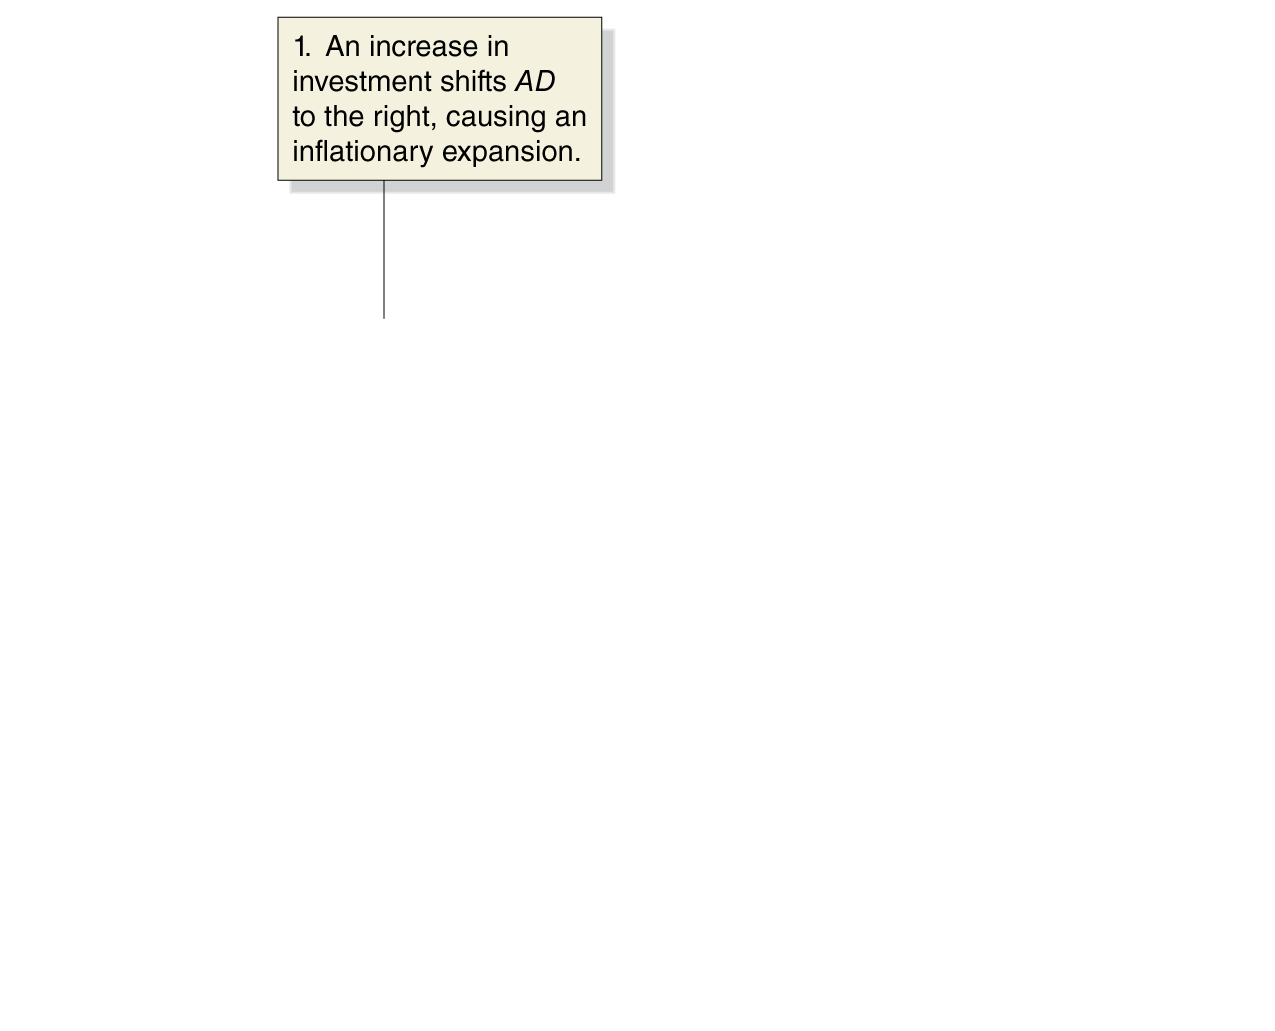 1. An increase in
investment shifts AD
to the right, causing an
inflationary expansion.